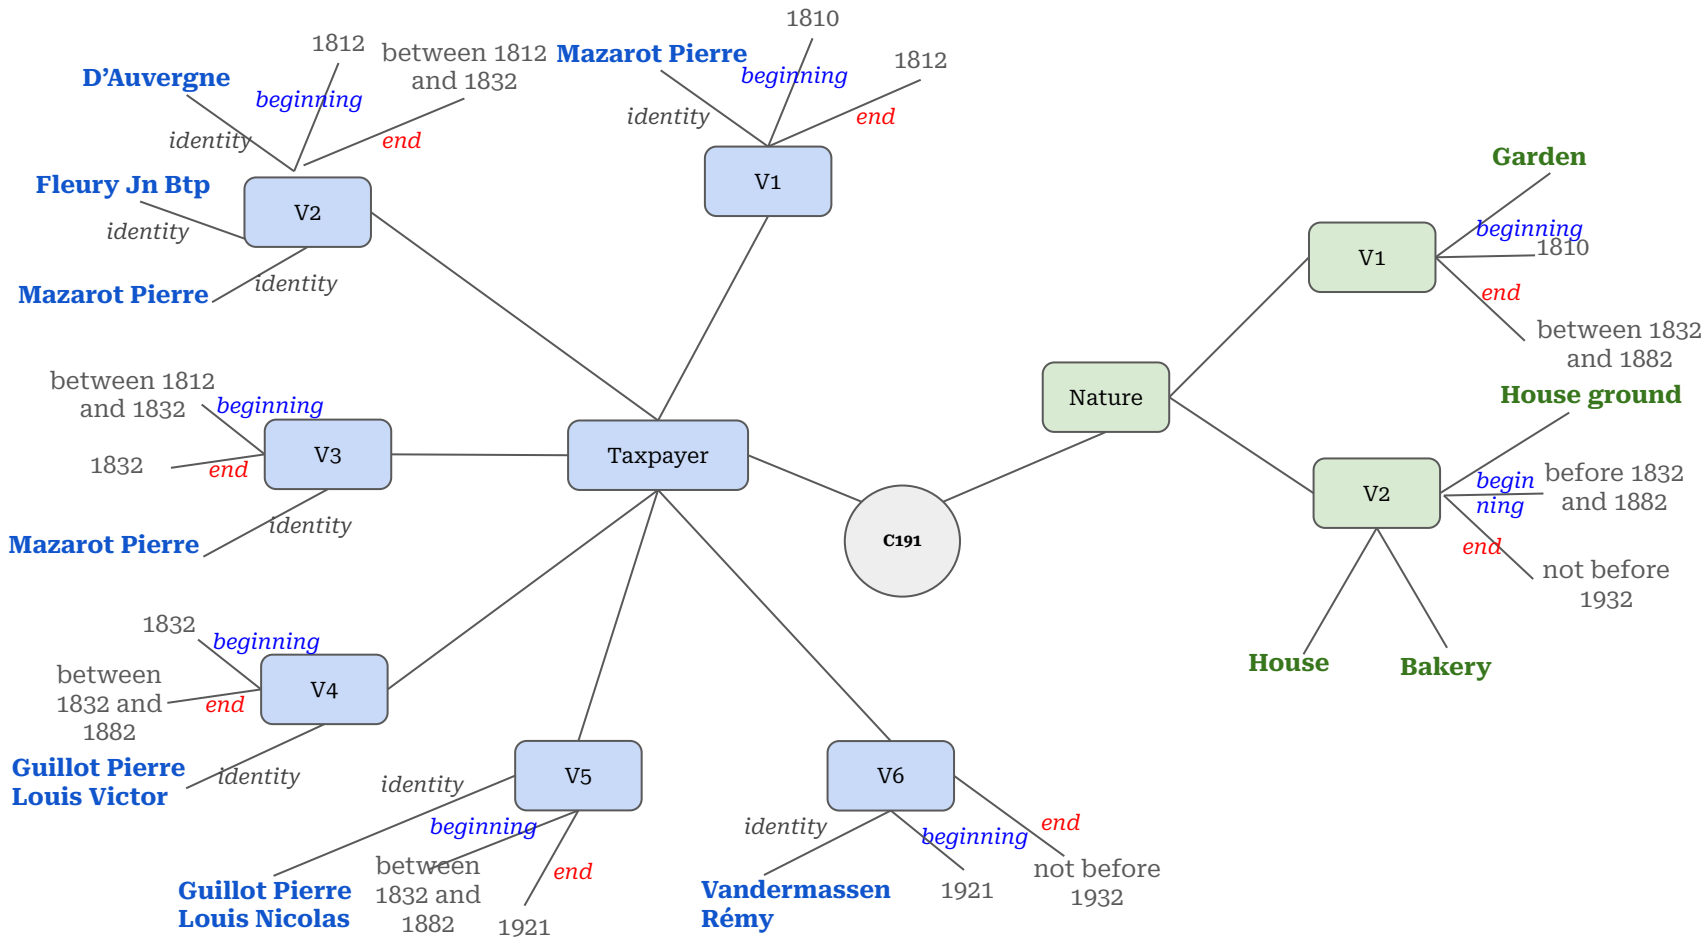 1810
1812
between 1812
and 1832
Mazarot Pierre
1812
D’Auvergne
beginning
beginning
identity
end
identity
end
Fleury Jn Btp
V2
V1
identity
identity
Mazarot Pierre
Garden
beginning
1810
V1
end
between 1832
and 1882
between 1812
and 1832
beginning
V3
1832
end
identity
Mazarot Pierre
Taxpayer
Nature
C191
House ground
before 1832
and 1882
begin
ning
V2
end
not before
1932
House
Bakery
1832
beginning
between
1832 and
1882
end
V4
Guillot Pierre
Louis Victor
identity
V5
identity
beginning
between
1832 and
1882
end
1921
Guillot Pierre
Louis Nicolas
V6
identity
beginning
end
Vandermassen
Rémy
1921
not before
1932